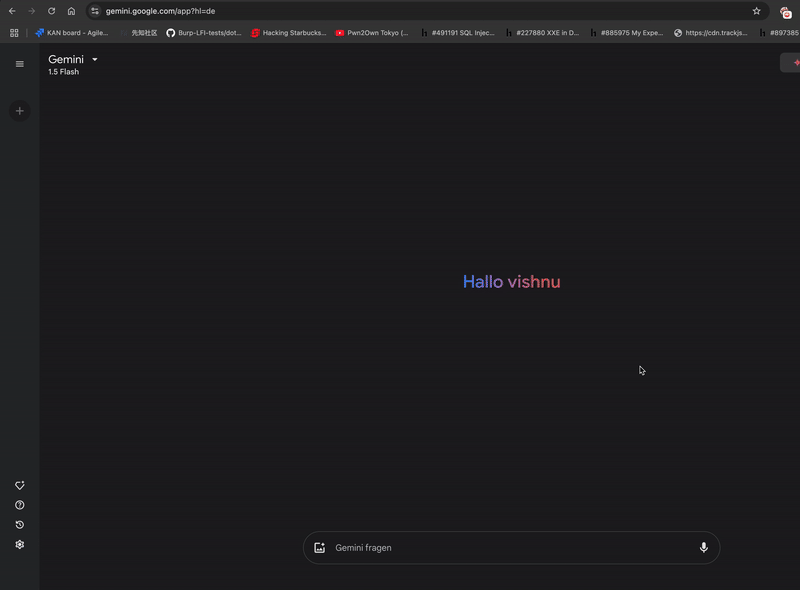 gemini.google.com/app?hl=de
KAN board - Agile...
先知社区
Burp-LFI-tests/dot...
Hacking Starbucks...
Pwn2Own Tokyo (...
#491191 SQL Injec...
#227880 XXE in D...
#885975 My Expe...
https://cdn.trackjs...
#897385
Gemini
1.5 Flash
Hallo vishnu
Gemini fragen